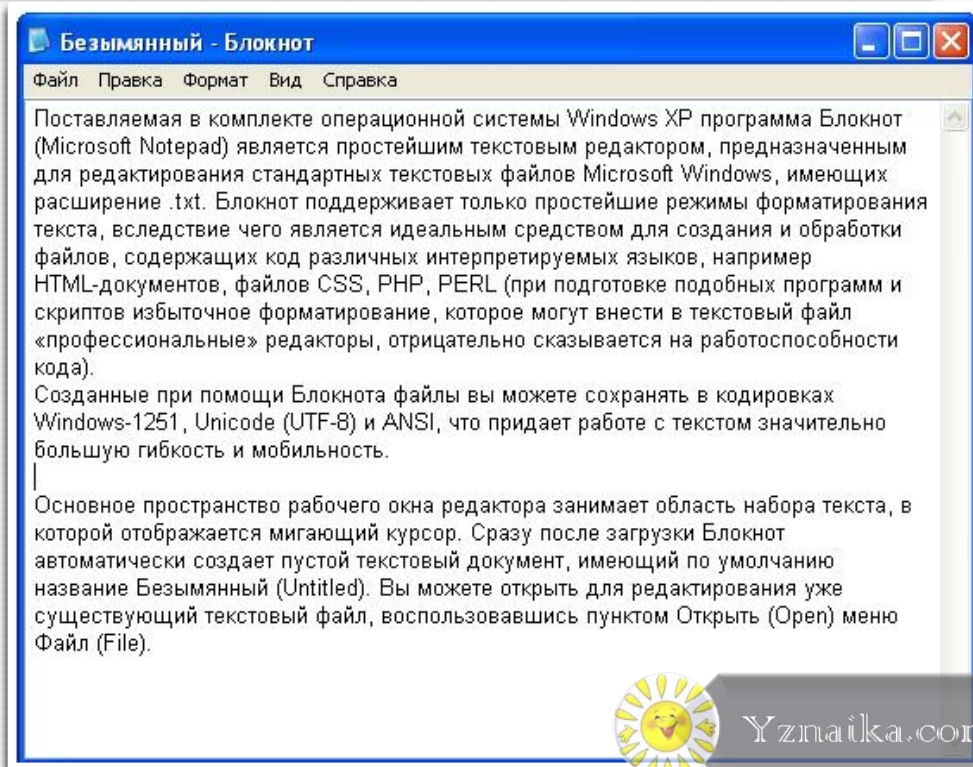 Безымянный - Блокнот
Файл Правка Формат Вид Справка
Поставляемая в комплекте операционной системы Windows XP программа Блокнот
(Microsoft Notepad) является простейшим текстовым редактором, предназначенным
для редактирования стандартных текстовых файлов Microsoft Windows, имеющих
расширение .txt. Блокнот поддерживает только простейшие режимы форматирования
текста, вследствие чего является идеальным средством для создания и обработки
файлов, содержащих код различных интерпретируемых языков, например
HTML-документов, файлов CSS, PHP, PERL (при подготовке подобных программ и
скриптов избыточное форматирование, которое могут внести в текстовый файл
«профессиональные» редакторы, отрицательно сказывается на работоспособности
кода).
Созданные при помощи Блокнота файлы вы можете сохранять в кодировках
Windows-1251, Unicode (UTF-8) и ANSI, что придает работе с текстом значительно
большую гибкость и мобильность.
Основное пространство рабочего окна редактора занимает область набора текста, в
которой отображается мигающий курсор. Сразу после загрузки Блокнот
автоматически создает пустой текстовый документ, имеющий по умолчанию
название Безымянный (Untitled). Вы можете открыть для редактирования уже
существующий текстовый файл, воспользовавшись пунктом Открыть (Open) меню
Файл (File).
Yznaika.com